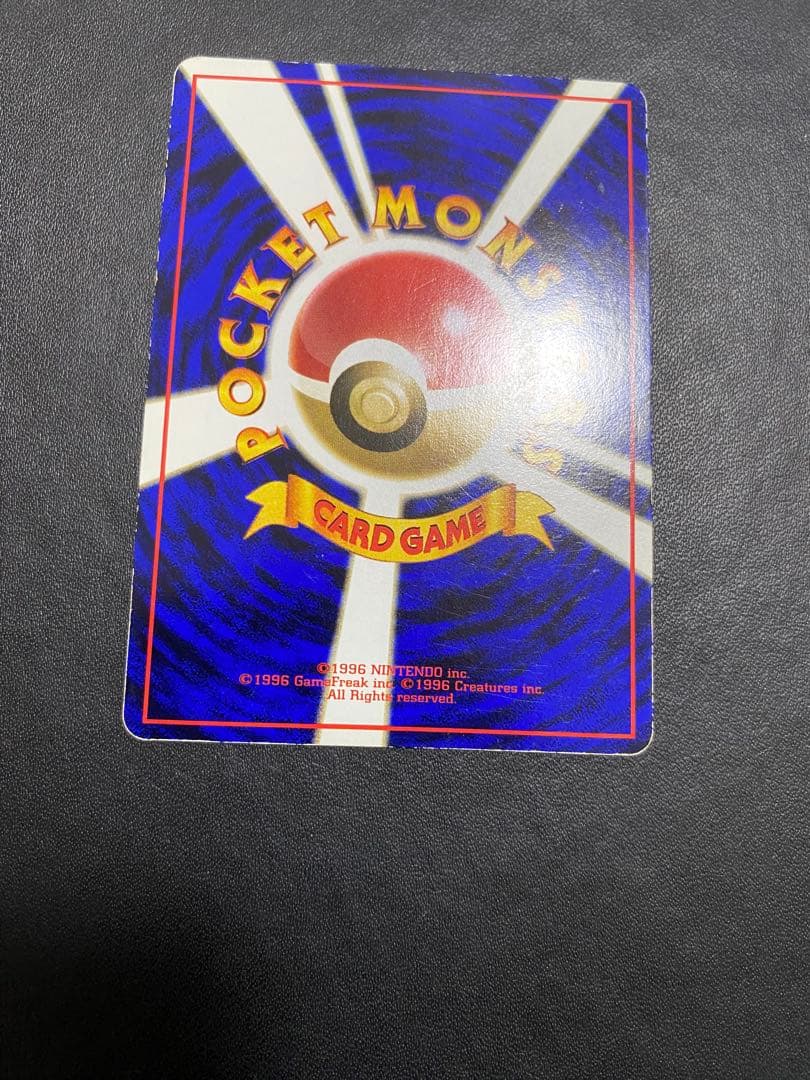 POCKET MONSTERS
CARD GAME
©1996 NINTENDO inc.
©1996 GameFreak inc. ©1996 Creatures inc.
All Rights reserved.